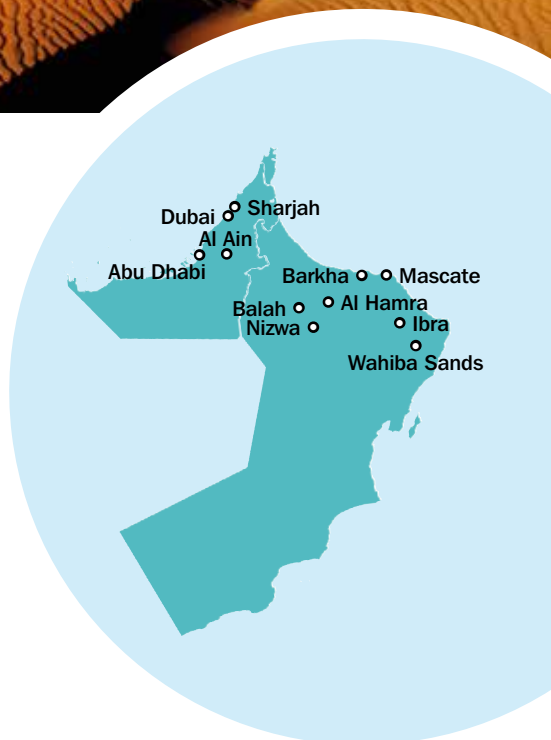 Sharjah
Dubai
Al Ain
Abu Dhabi
Barkha
Mascate
Al Hamra
Balah
Ibra
Nizwa
Wahiba Sands